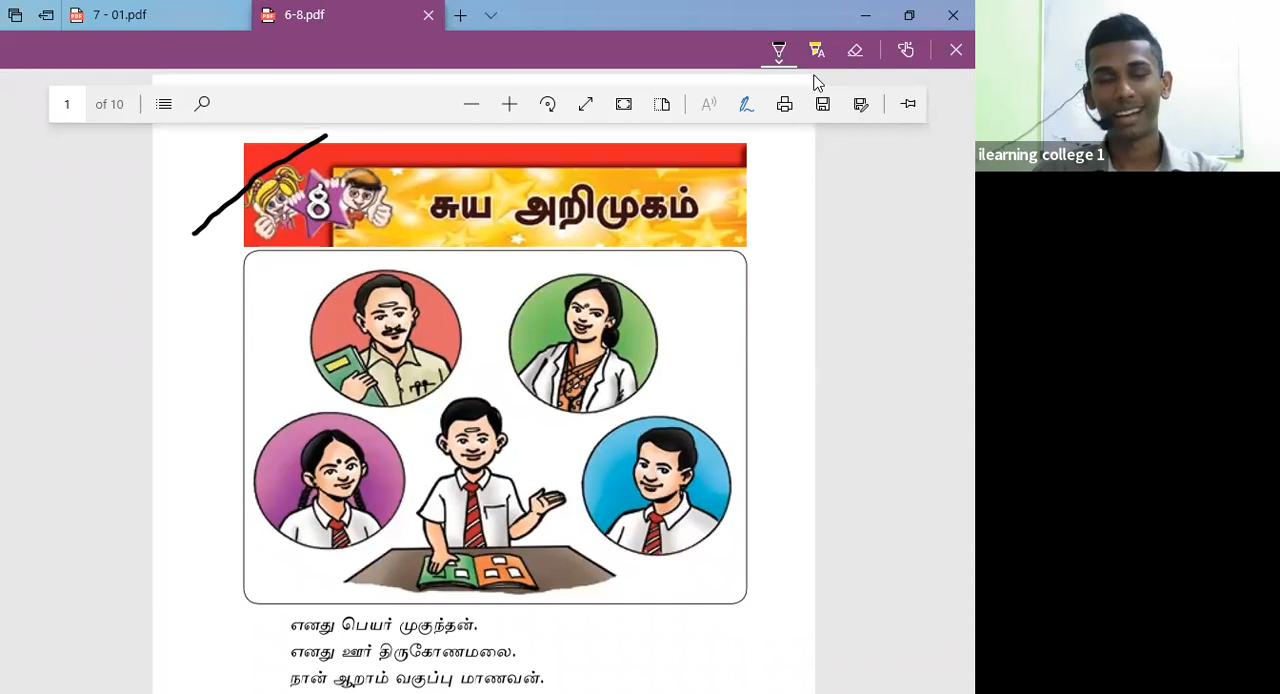 7 - 01.pdf
6-8.pdf
1 of 10
ilearning college 1
8
சுய அறிமுகம்
எனது பெயர் முகுந்தன்.
எனது ஊர் திருகோணமலை.
நான் ஆறாம் வகுப்பு மாணவன்.